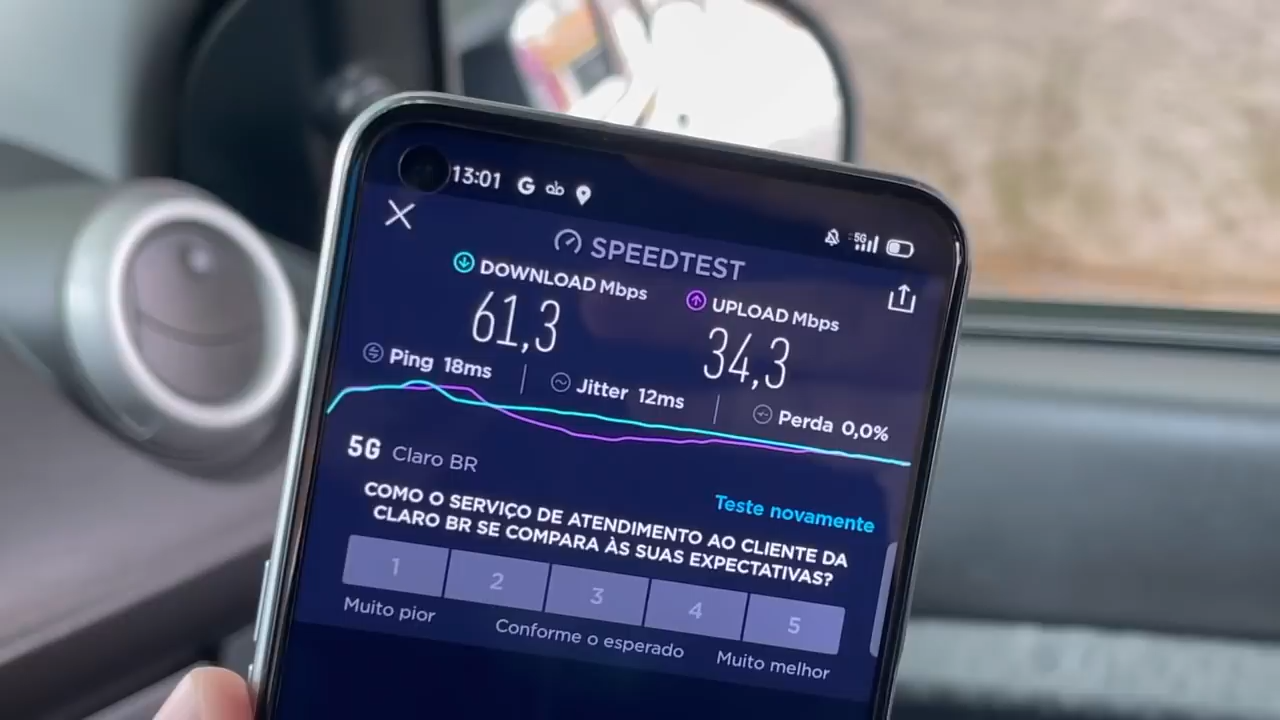 13:01 G ab
5G
SPEEDTEST
DOWNLOAD Mbps
61,3
UPLOAD Mbps
34,3
Ping 18ms
Jitter 12ms
Perda 0,0%
5G Claro BR
Teste novamente
COMO O SERVIÇO DE ATENDIMENTO AO CLIENTE DA
CLARO BR SE COMPARA ÀS SUAS EXPECTATIVAS?
1 2 3 4 5
Muito pior
Conforme o esperado
Muito melhor